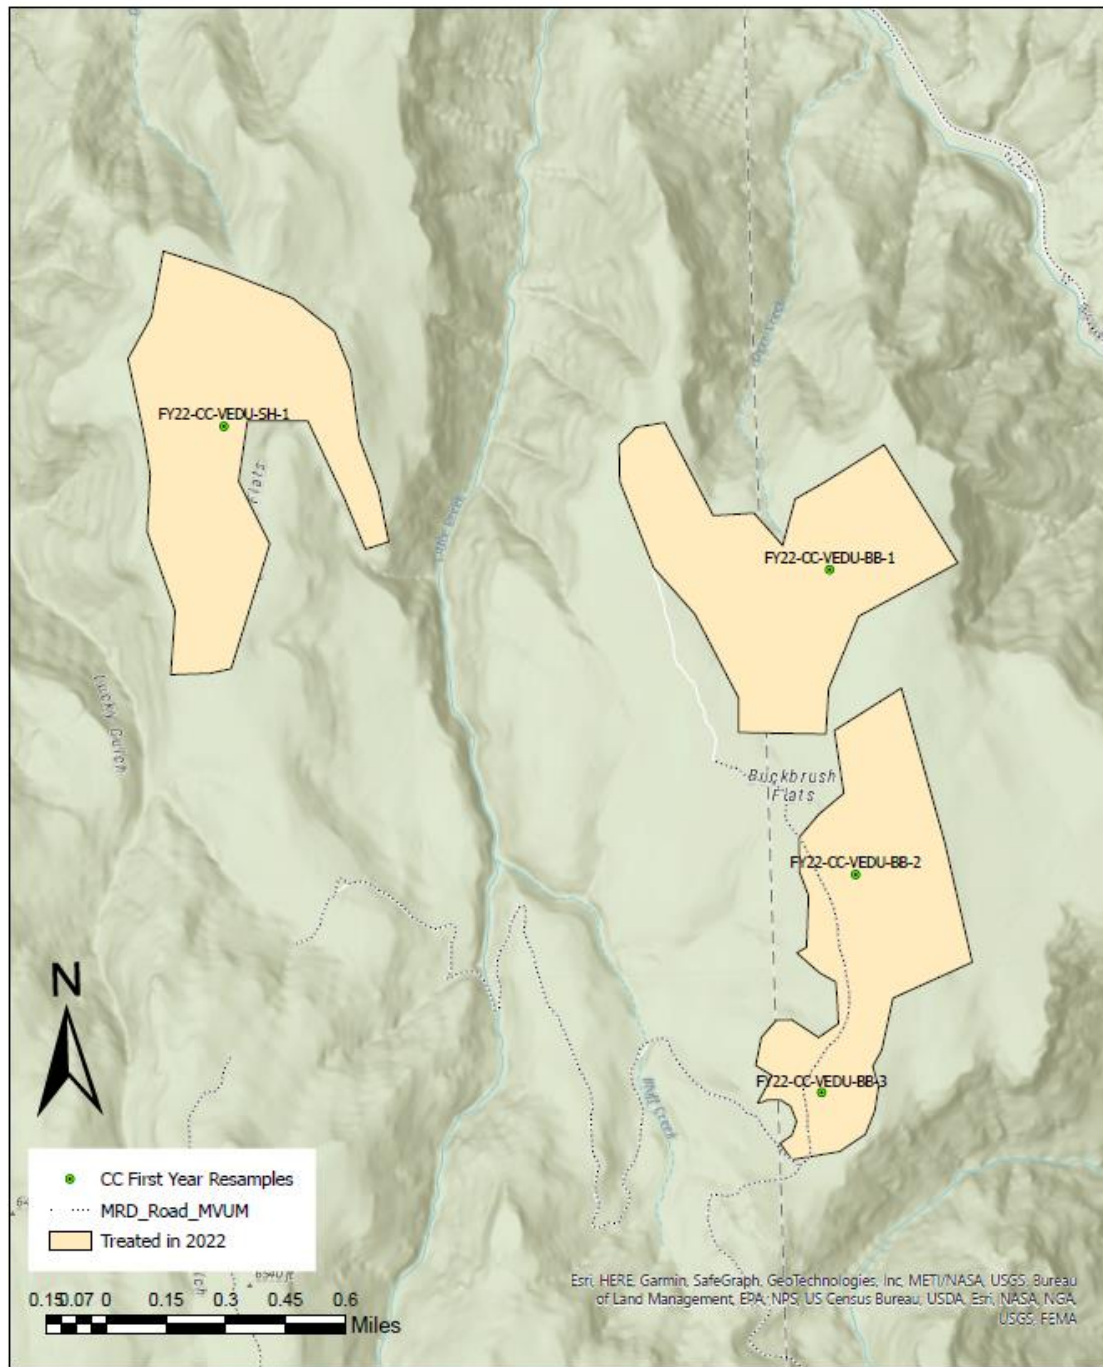 FY22-CC-VEDU-SH-1
Flats
Lucky Gulch
FY22-CC-VEDU-BB-1
Buckbrush
Flats
FY22-CC-VEDU-BB-2
FY22-CC-VEDU-BB-3
N
CC First Year Resamples
MRD_Road_MVUM
Treated in 2022
6540 ft
0.15 0.07 0 0.15 0.3 0.45 0.6
Miles
Esri, HERE, Garmin, SafeGraph, GeoTechnologies, Inc, METI/NASA, USGS, Bureau
of Land Management, EPA, NPS, US Census Bureau, USDA, Esri, NASA, NGA,
USGS, FEMA